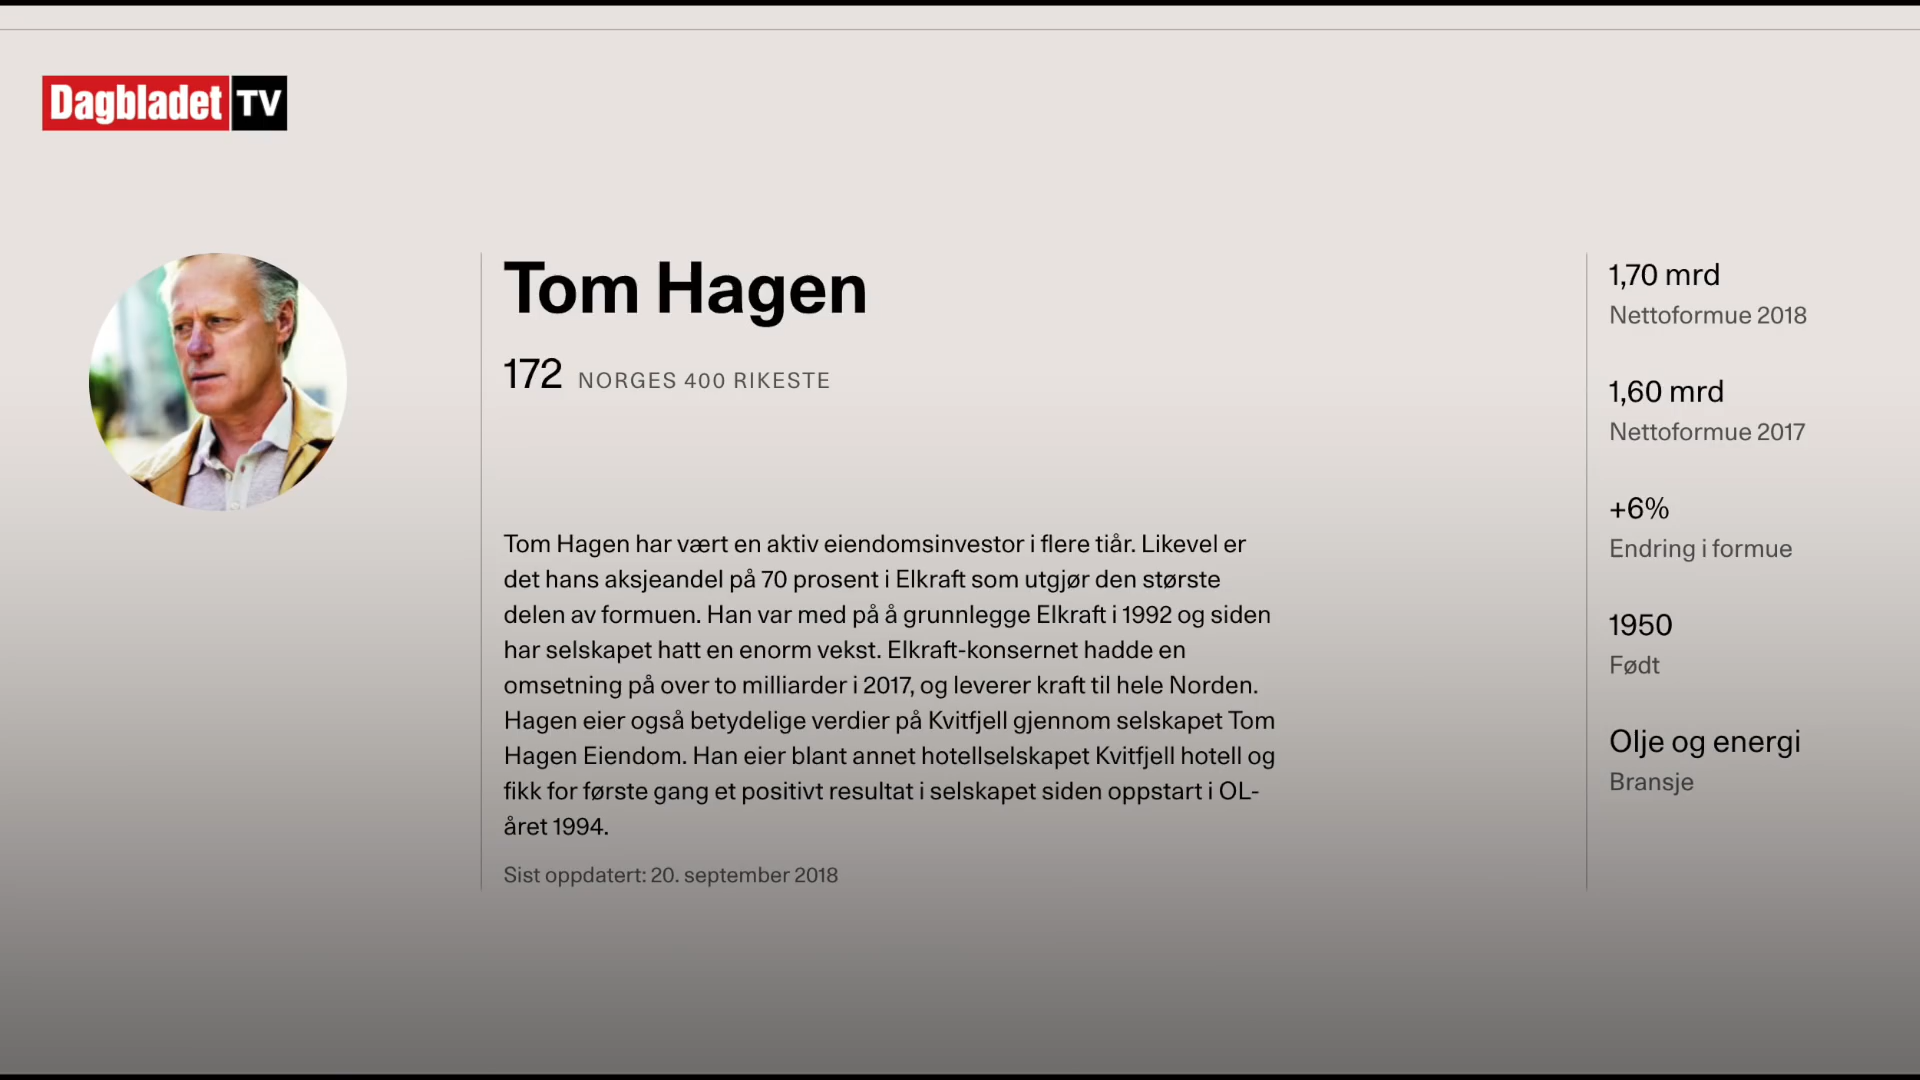 Dagbladet TV
Tom Hagen
172 NORGES 400 RIKESTE
Tom Hagen har vært en aktiv eiendomsinvestor i flere tiår. Likevel er
det hans aksjeandel på 70 prosent i Elkraft som utgjør den største
delen av formuen. Han var med på å grunnlegge Elkraft i 1992 og siden
har selskapet hatt en enorm vekst. Elkraft-konsernet hadde en
omsetning på over to milliarder i 2017, og leverer kraft til hele Norden.
Hagen eier også betydelige verdier på Kvitfjell gjennom selskapet Tom
Hagen Eiendom. Han eier blant annet hotellselskapet Kvitfjell hotell og
fikk for første gang et positivt resultat i selskapet siden oppstart i OL-
året 1994.
Sist oppdatert: 20. september 2018
1,70 mrd
Nettoformue 2018
1,60 mrd
Nettoformue 2017
+6%
Endring i formue
1950
Født
Olje og energi
Bransje